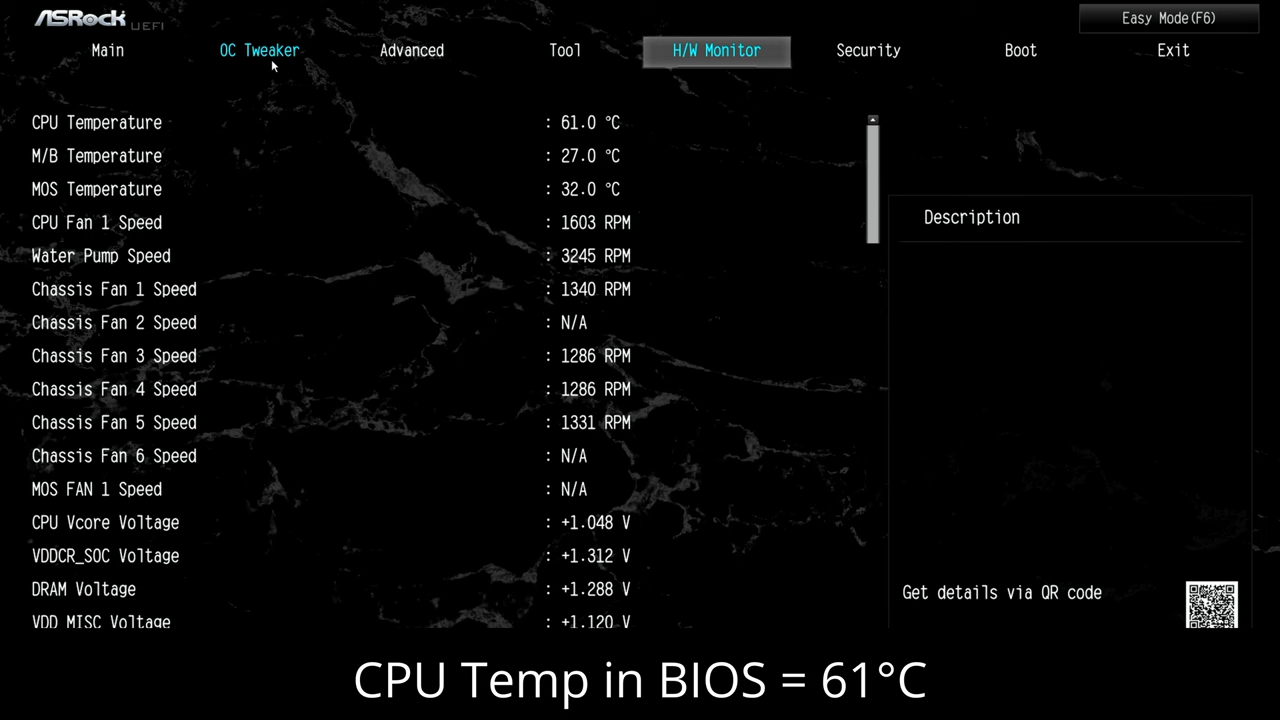 ASRock UEFI
Easy Mode(F6)
Main OC Tweaker Advanced Tool H/W Monitor Security Boot Exit
CPU Temperature : 61.0 °C
M/B Temperature : 27.0 °C
MOS Temperature : 32.0 °C
CPU Fan 1 Speed : 1603 RPM
Water Pump Speed : 3245 RPM
Chassis Fan 1 Speed : 1340 RPM
Chassis Fan 2 Speed : N/A
Chassis Fan 3 Speed : 1286 RPM
Chassis Fan 4 Speed : 1286 RPM
Chassis Fan 5 Speed : 1331 RPM
Chassis Fan 6 Speed : N/A
MOS FAN 1 Speed : N/A
CPU Vcore Voltage : +1.048 V
VDDCR_SOC Voltage : +1.312 V
DRAM Voltage : +1.288 V
VDD MISC Voltage : +1.120 V
Description
Get details via QR code
CPU Temp in BIOS = 61°C